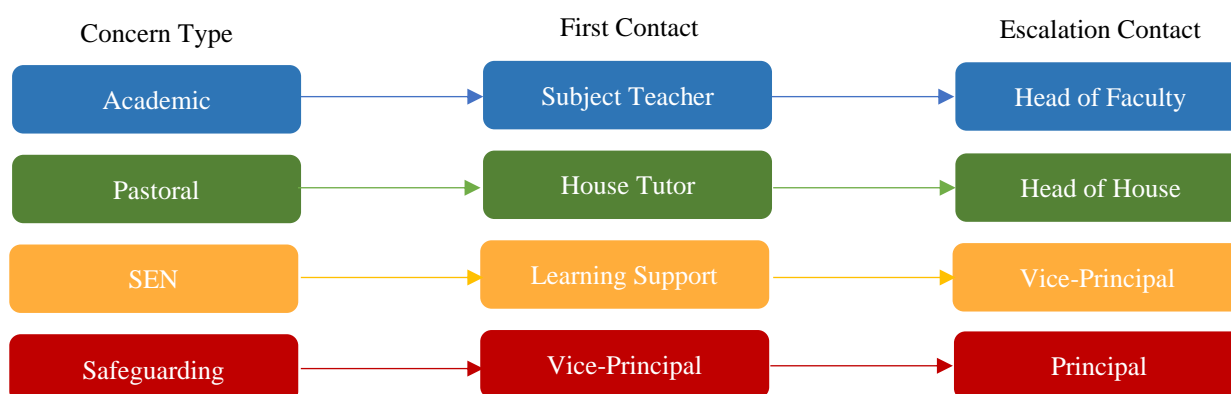 Concern Type First Contact Escalation Contact
Academic Subject Teacher Head of Faculty
Pastoral House Tutor Head of House
SEN Learning Support Vice-Principal
Safeguarding Vice-Principal Principal